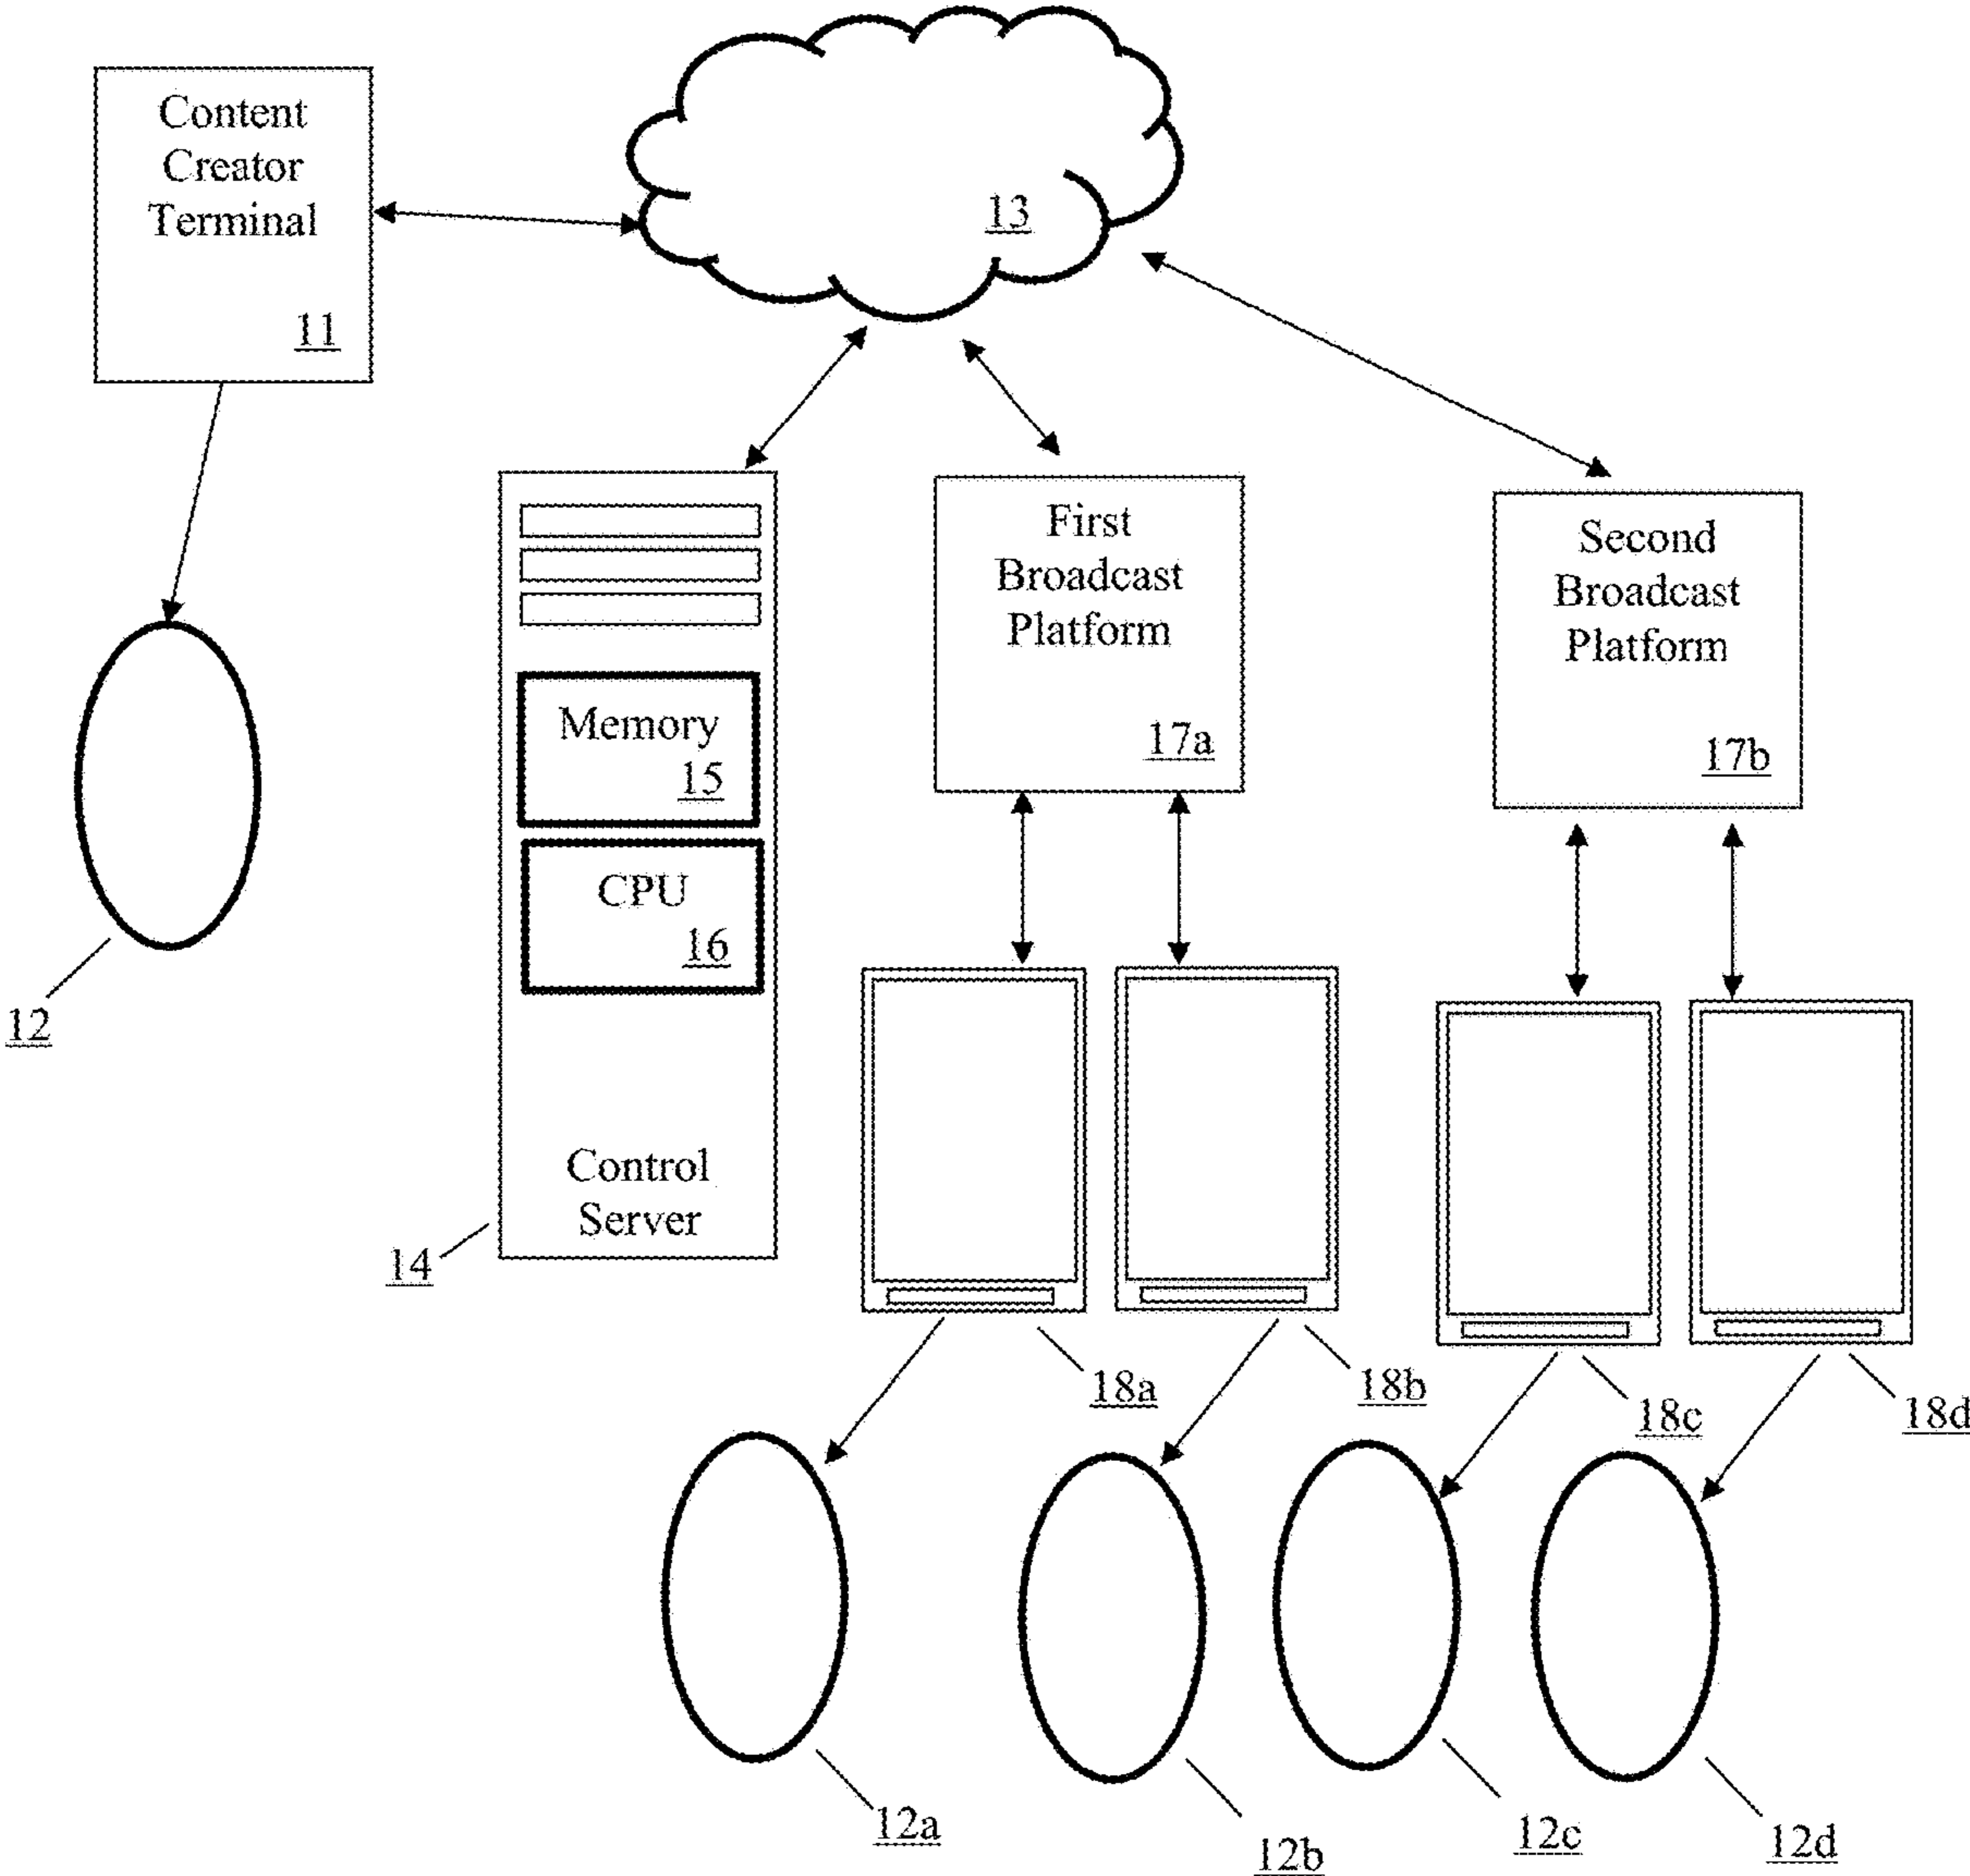 Content
Creator
Terminal
11
13
First
Broadcast
Platform
17a
Second
Broadcast
Platform
17b
Memory
15
CPU
16
12
Control
Server
14
18a
18b
18c
18d
12a
12b
12c
12d